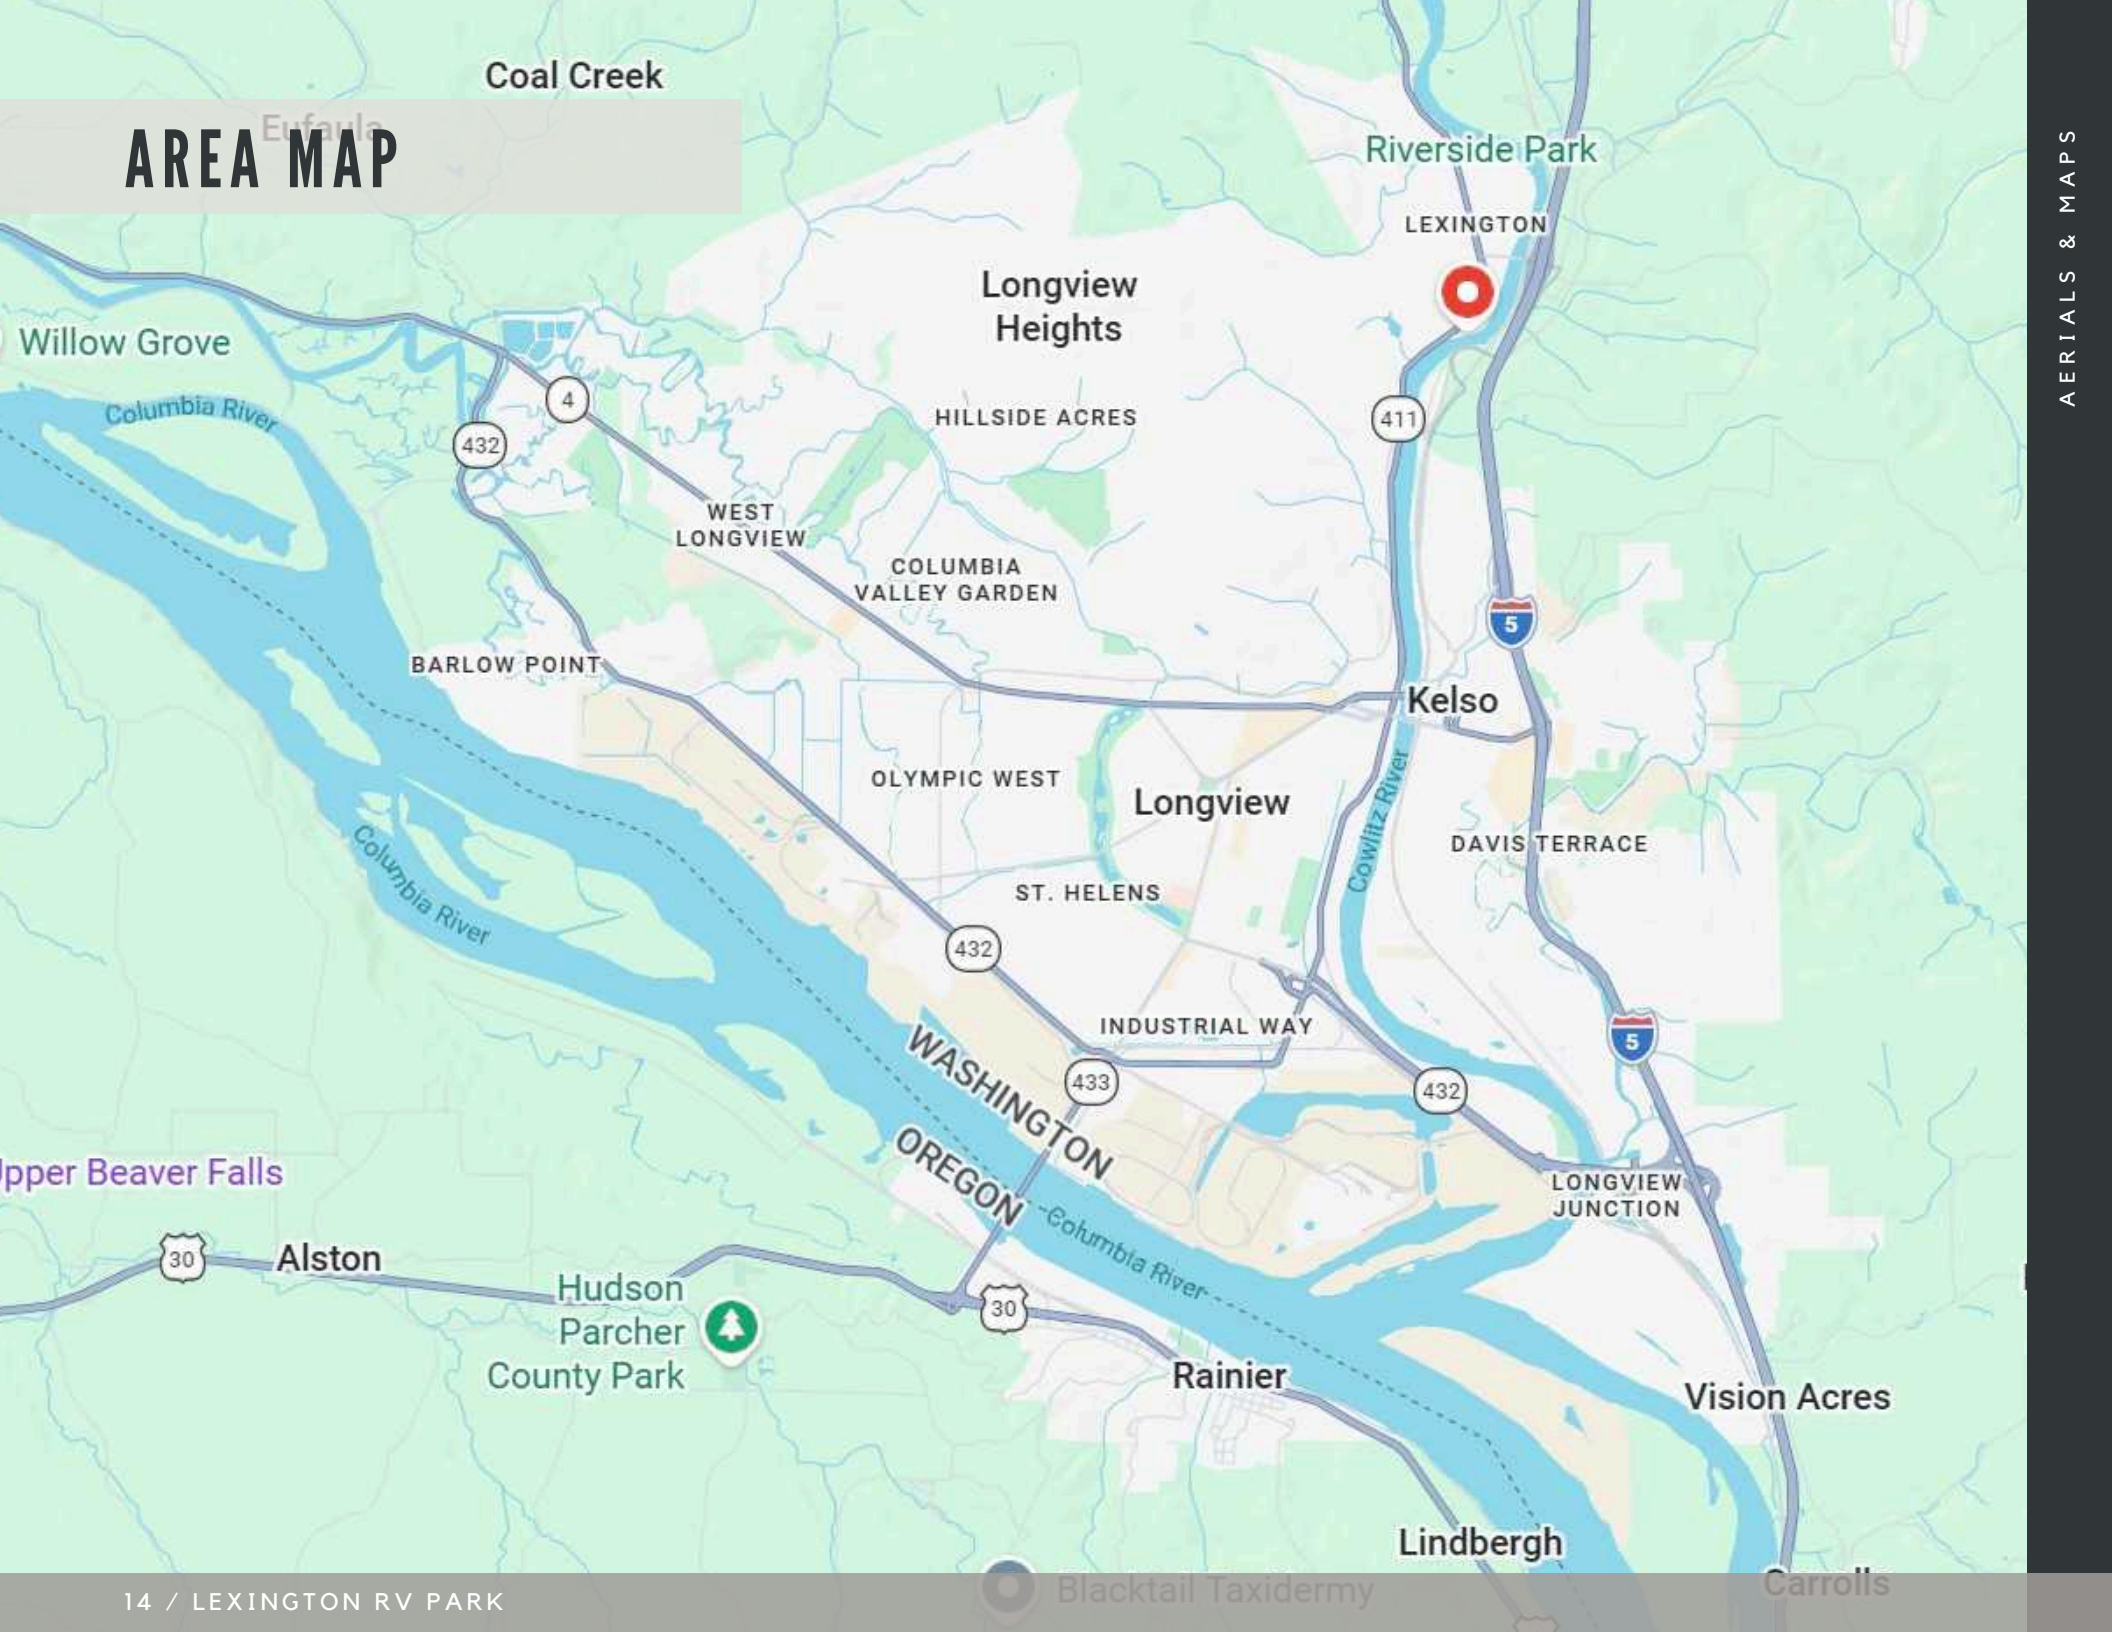 Coal Creek
Eufaula
AREA MAP
Riverside Park
LEXINGTON
Longview
Heights
Willow Grove
Columbia River
4
432
HILLSIDE ACRES
411
WEST
LONGVIEW
COLUMBIA
VALLEY GARDEN
5
BARLOW POINT
Kelso
OLYMPIC WEST
Longview
Cowlitz River
DAVIS TERRACE
Columbia River
ST. HELENS
432
INDUSTRIAL WAY
5
WASHINGTON
433
432
OREGON
Upper Beaver Falls
LONGVIEW
JUNCTION
Columbia River
30
Alston
Hudson
Parcher
County Park
30
Rainier
Vision Acres
Lindbergh
Carrolls
Blacktail Taxidermy
14 / LEXINGTON RV PARK
AERIALS & MAPS